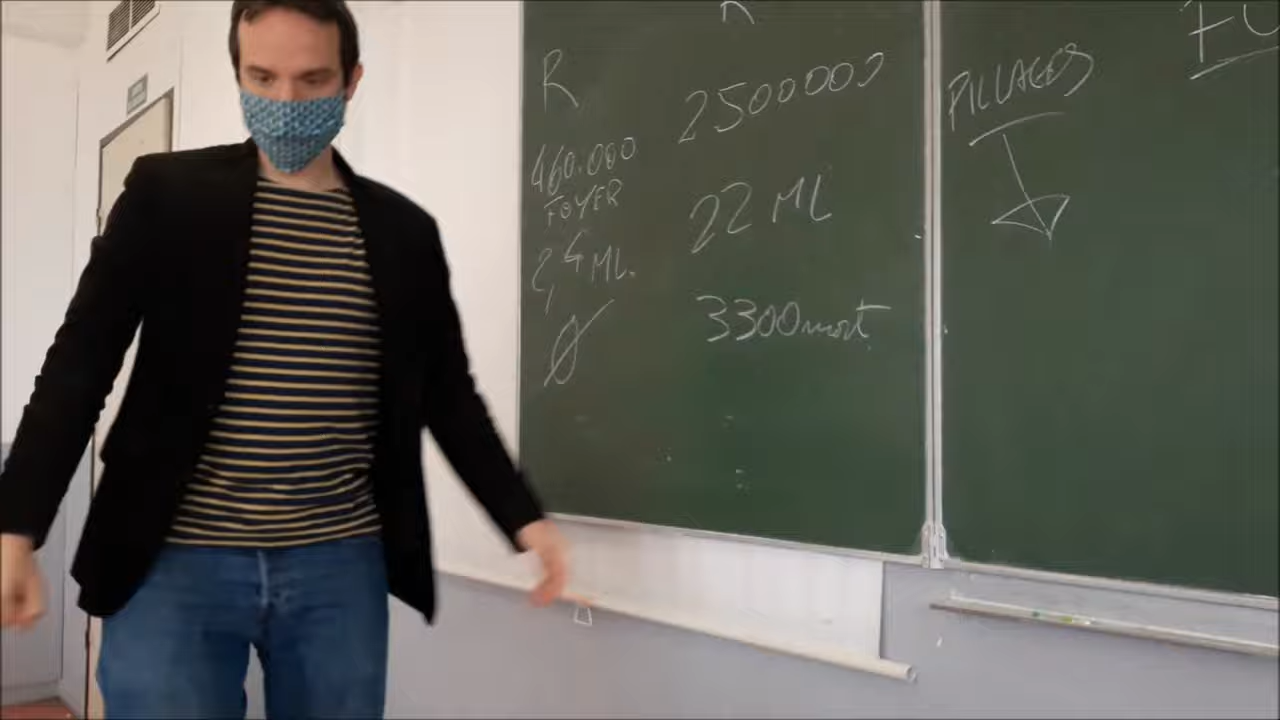 R
460.000
FOYER
2,4 ML.
Ø
R
2500000
22 ML
3300 mort
PILLAGES